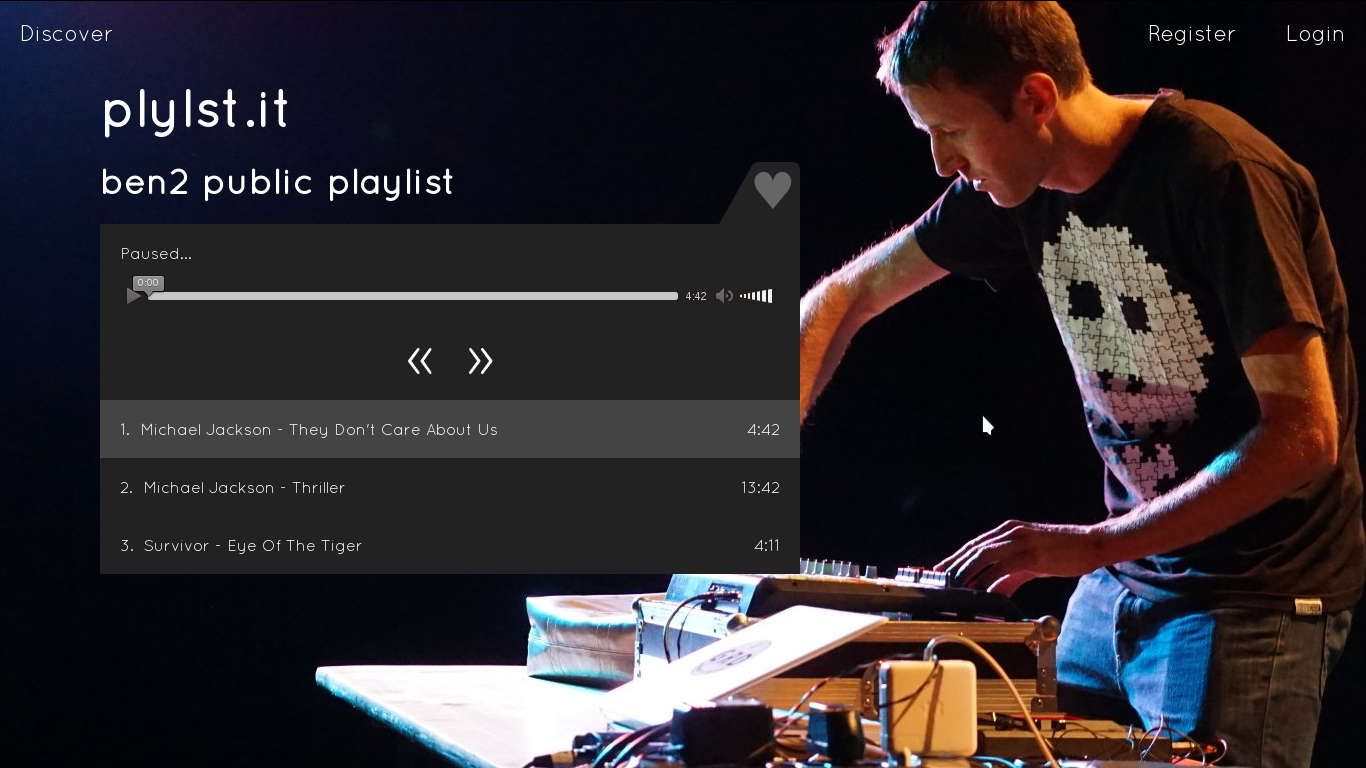 Discover
Register
Login
plylst.it
ben2 public playlist
Paused...
0:00
4:42
1. Michael Jackson - They Don't Care About Us 4:42
2. Michael Jackson - Thriller 13:42
3. Survivor - Eye Of The Tiger 4:11